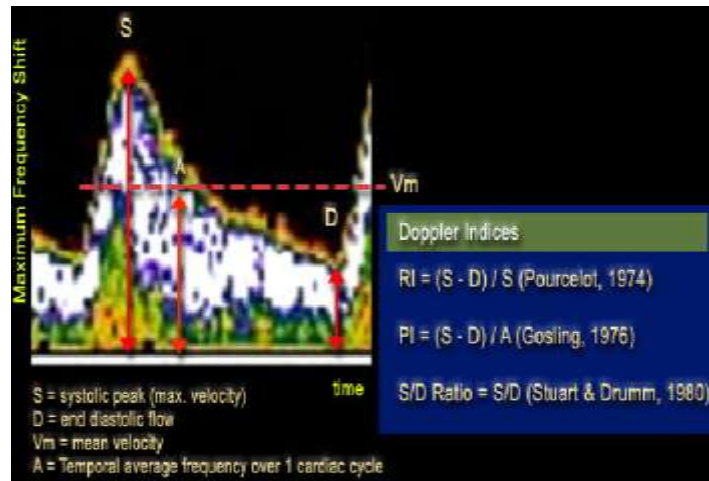 S
Maximum Frequency Shift
A
Vm
D
Doppler Indices
RI = (S - D) / S (Pourcelot, 1974)
PI = (S - D) / A (Gosling, 1976)
S/D Ratio = S/D (Stuart & Drumm, 1980)
time
S = systolic peak (max. velocity)
D = end diastolic flow
Vm = mean velocity
A = Temporal average frequency over 1 cardiac cycle